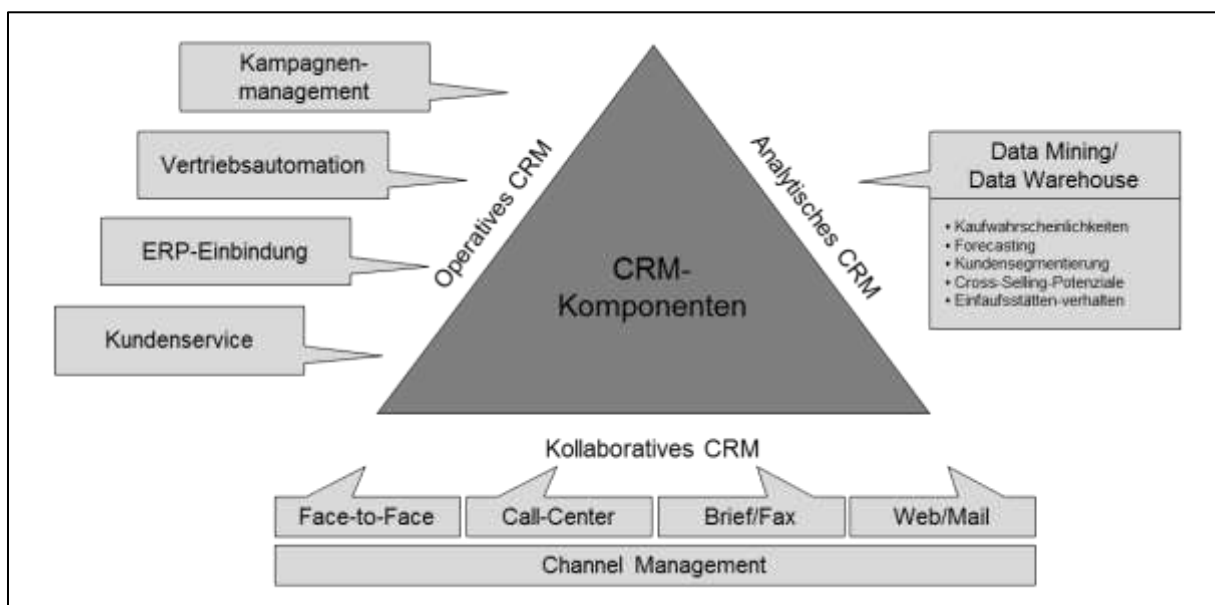 Kampagnen-
management
Vertriebsautomation
ERP-Einbindung
Kundenservice
Operatives CRM
CRM-
Komponenten
Analytisches CRM
Data Mining/
Data Warehouse
• Kaufwahrscheinlichkeiten
• Forecasting
• Kundensegmentierung
• Cross-Selling-Potenziale
• Einfaufsstätten-verhalten
Kollaboratives CRM
Face-to-Face
Call-Center
Brief/Fax
Web/Mail
Channel Management